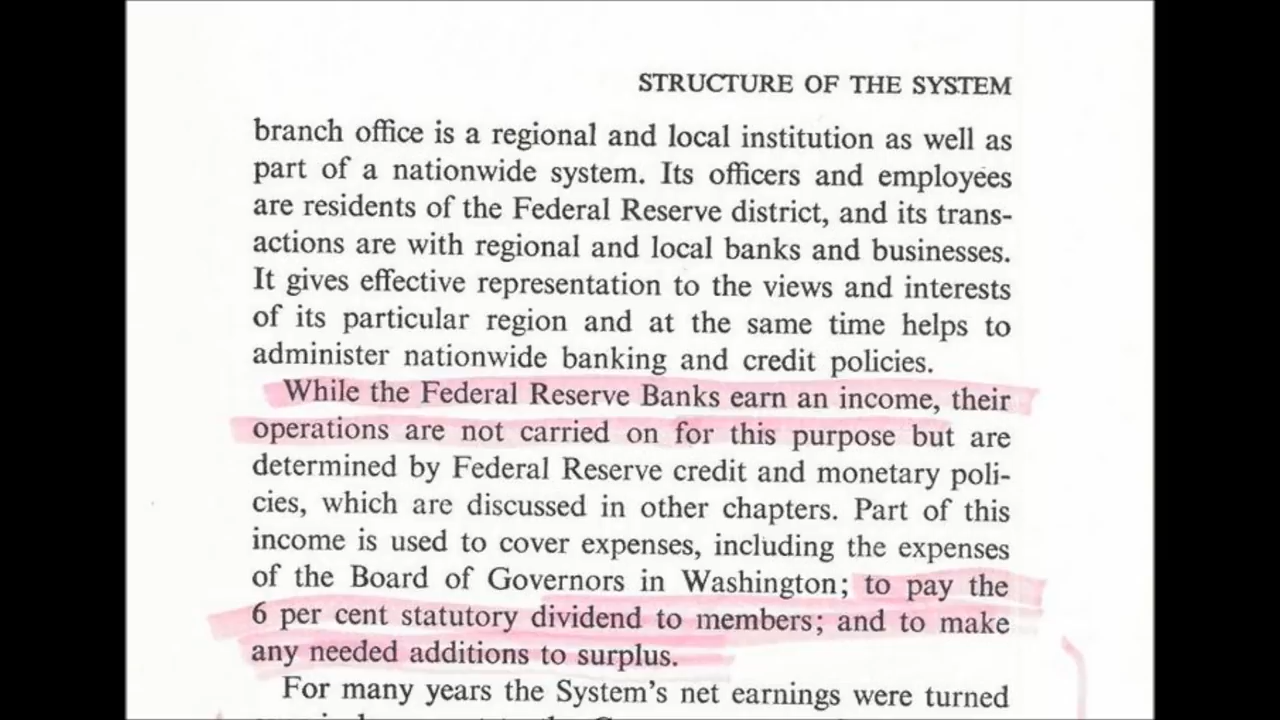 STRUCTURE OF THE SYSTEM
branch office is a regional and local institution as well as
part of a nationwide system. Its officers and employees
are residents of the Federal Reserve district, and its trans-
actions are with regional and local banks and businesses.
It gives effective representation to the views and interests
of its particular region and at the same time helps to
administer nationwide banking and credit policies.
While the Federal Reserve Banks earn an income, their
operations are not carried on for this purpose but are
determined by Federal Reserve credit and monetary poli-
cies, which are discussed in other chapters. Part of this
income is used to cover expenses, including the expenses
of the Board of Governors in Washington; to pay the
6 per cent statutory dividend to members; and to make
any needed additions to surplus.
For many years the System's net earnings were turned